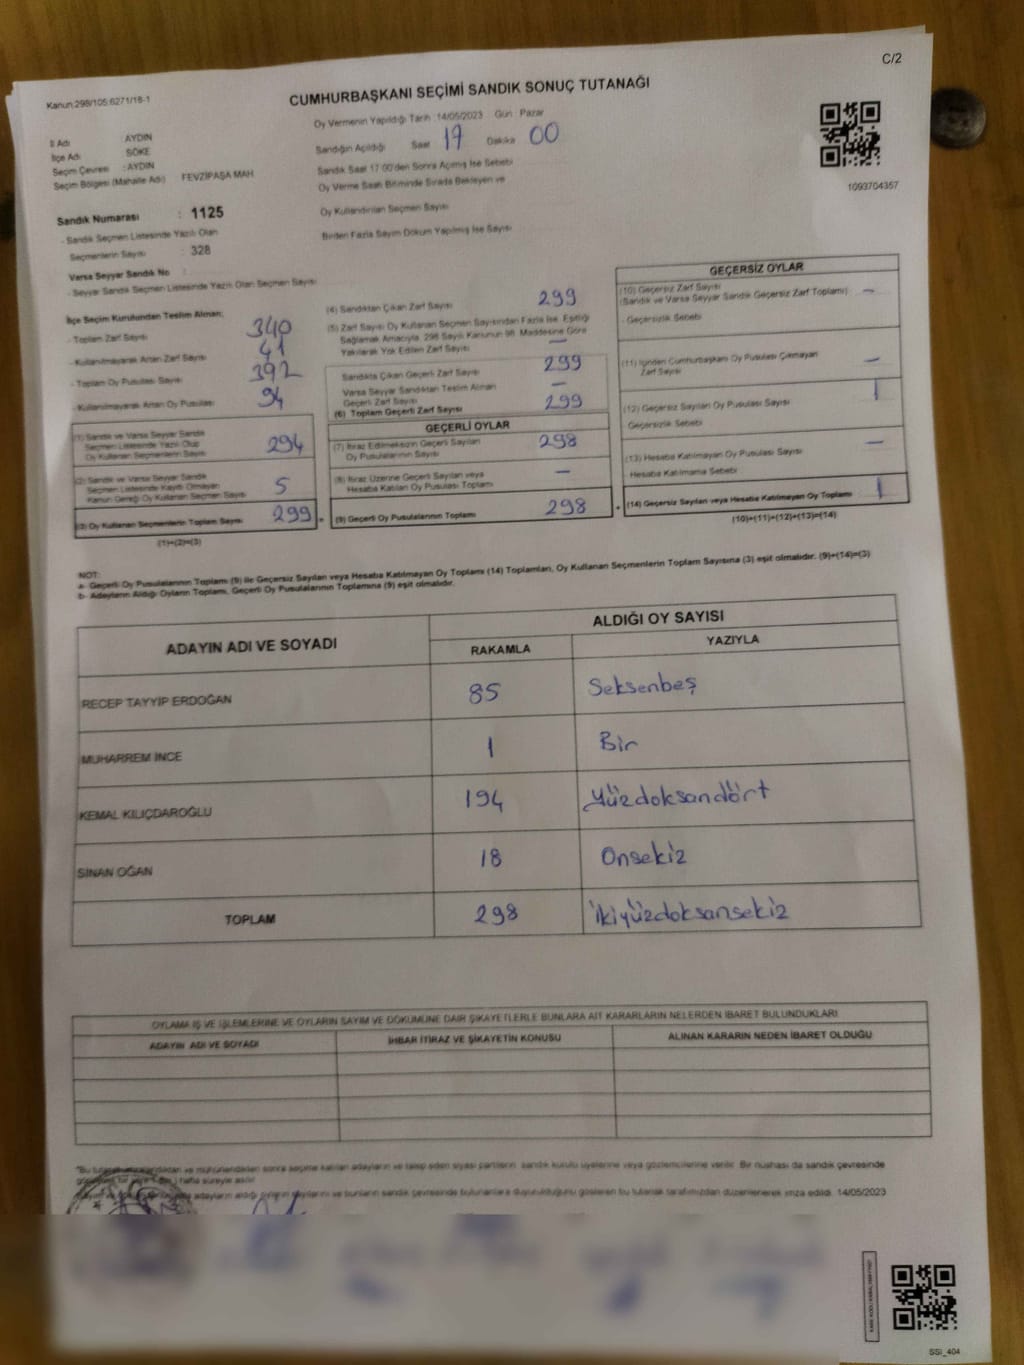 C/2
Kanun:298/105:6271/18-1
CUMHURBAŞKANI SEÇİMİ SANDIK SONUÇ TUTANAĞI
Oy Vermenin Yapıldığı Tarih :14/05/2023 Gün : Pazar
İl Adı : AYDIN
İlçe Adı : SÖKE
Seçim Çevresi : AYDIN
Seçim Bölgesi (Mahalle Adı) FEVZİPAŞA MAH
Sandığın Açıldığı Saat 17 Dakika 00
Sandık Saat 17:00'den Sonra Açılmış İse Sebebi
Oy Verme Saati Bitiminde Sırada Bekleyen ve
Oy Kullandırılan Seçmen Sayısı
Birden Fazla Sayım Döküm Yapılmış İse Sayısı
1093704357
Sandık Numarası : 1125
- Sandık Seçmen Listesinde Yazılı Olan
Seçmenlerin Sayısı : 328
Varsa Seyyar Sandık No :
- Seyyar Sandık Seçmen Listesinde Yazılı Olan Seçmen Sayısı
İlçe Seçim Kurulundan Teslim Alınan;
- Toplam Zarf Sayısı 340
- Kullanılmayarak Artan Zarf Sayısı 41
- Toplam Oy Pusulası Sayısı 392
- Kullanılmayarak Artan Oy Pusulası 94
(1) Sandık ve Varsa Seyyar Sandık
Seçmen Listesinde Yazılı Olup
Oy Kullanan Seçmenlerin Sayısı 294
(2) Sandık ve Varsa Seyyar Sandık
Seçmen Listesinde Kayıtlı Olmayan
Kanun Gereği Oy Kullanan Seçmen Sayısı 5
(3) Oy Kullanan Seçmenlerin Toplam Sayısı 299
(1)+(2)=(3)
(4) Sandıktan Çıkan Zarf Sayısı 299
(5) Zarf Sayısı Oy Kullanan Seçmen Sayısından Fazla İse, Eşitliği
Sağlamak Amacıyla, 298 Sayılı Kanunun 98. Maddesine Göre
Yakılarak Yok Edilen Zarf Sayısı —
Sandıkta Çıkan Geçerli Zarf Sayısı 299
Varsa Seyyar Sandıktan Teslim Alınan
Geçerli Zarf Sayısı —
(6) Toplam Geçerli Zarf Sayısı 299
GEÇERLİ OYLAR
(7) İtiraz Edilmeksizin Geçerli Sayılan
Oy Pusulalarının Sayısı 298
(8) İtiraz Üzerine Geçerli Sayılan veya
Hesaba Katılan Oy Pusulası Toplamı —
(9) Geçerli Oy Pusulalarının Toplamı 298
GEÇERSİZ OYLAR
(10) Geçersiz Zarf Sayısı
(Sandık ve Varsa Seyyar Sandık Geçersiz Zarf Toplamı) —
- Geçersizlik Sebebi
(11) İçinden Cumhurbaşkanı Oy Pusulası Çıkmayan
Zarf Sayısı —
(12) Geçersiz Sayılan Oy Pusulası Sayısı 1
Geçersizlik Sebebi
(13) Hesaba Katılmayan Oy Pusulası Sayısı —
- Hesaba Katılmama Sebebi
(14) Geçersiz Sayılan veya Hesaba Katılmayan Oy Toplamı 1
(10)+(11)+(12)+(13)=(14)
NOT:
a- Geçerli Oy Pusulalarının Toplamı (9) ile Geçersiz Sayılan veya Hesaba Katılmayan Oy Toplamı (14) Toplamları, Oy Kullanan Seçmenlerin Toplam Sayısına (3) eşit olmalıdır. (9)+(14)=(3)
b- Adayların Aldığı Oyların Toplamı, Geçerli Oy Pusulalarının Toplamına (9) eşit olmalıdır.
ADAYIN ADI VE SOYADI
ALDIĞI OY SAYISI
RAKAMLA YAZIYLA
RECEP TAYYİP ERDOĞAN 85 Seksenbeş
MUHARREM İNCE 1 Bir
KEMAL KILIÇDAROĞLU 194 Yüzdoksandört
SİNAN OĞAN 18 Onsekiz
TOPLAM 298 İkiyüzdoksansekiz
OYLAMA İŞ VE İŞLEMLERİNE VE OYLARIN SAYIM VE DÖKÜMÜNE DAİR ŞİKAYETLERLE BUNLARA AİT KARARLARIN NELERDEN İBARET BULUNDUKLARI
ADAYIN ADI VE SOYADI İHBAR İTİRAZ VE ŞİKAYETİN KONUSU ALINAN KARARIN NEDEN İBARET OLDUĞU
sonra seçime katılan adayların ve talep eden siyasi partilerin sandık kurulu üyelerine veya gözlemcilerine verilir. Bir nushası da sandık çevresinde
hafta süreyle asılır
adayların aldığı oyların sayılarını ve bunların sandık çevresinde bulunanlara duyurulduğunu gösteren bu tutanak tarafımızdan düzenlenerek imza edildi. 14/05/2023
SSİ_404